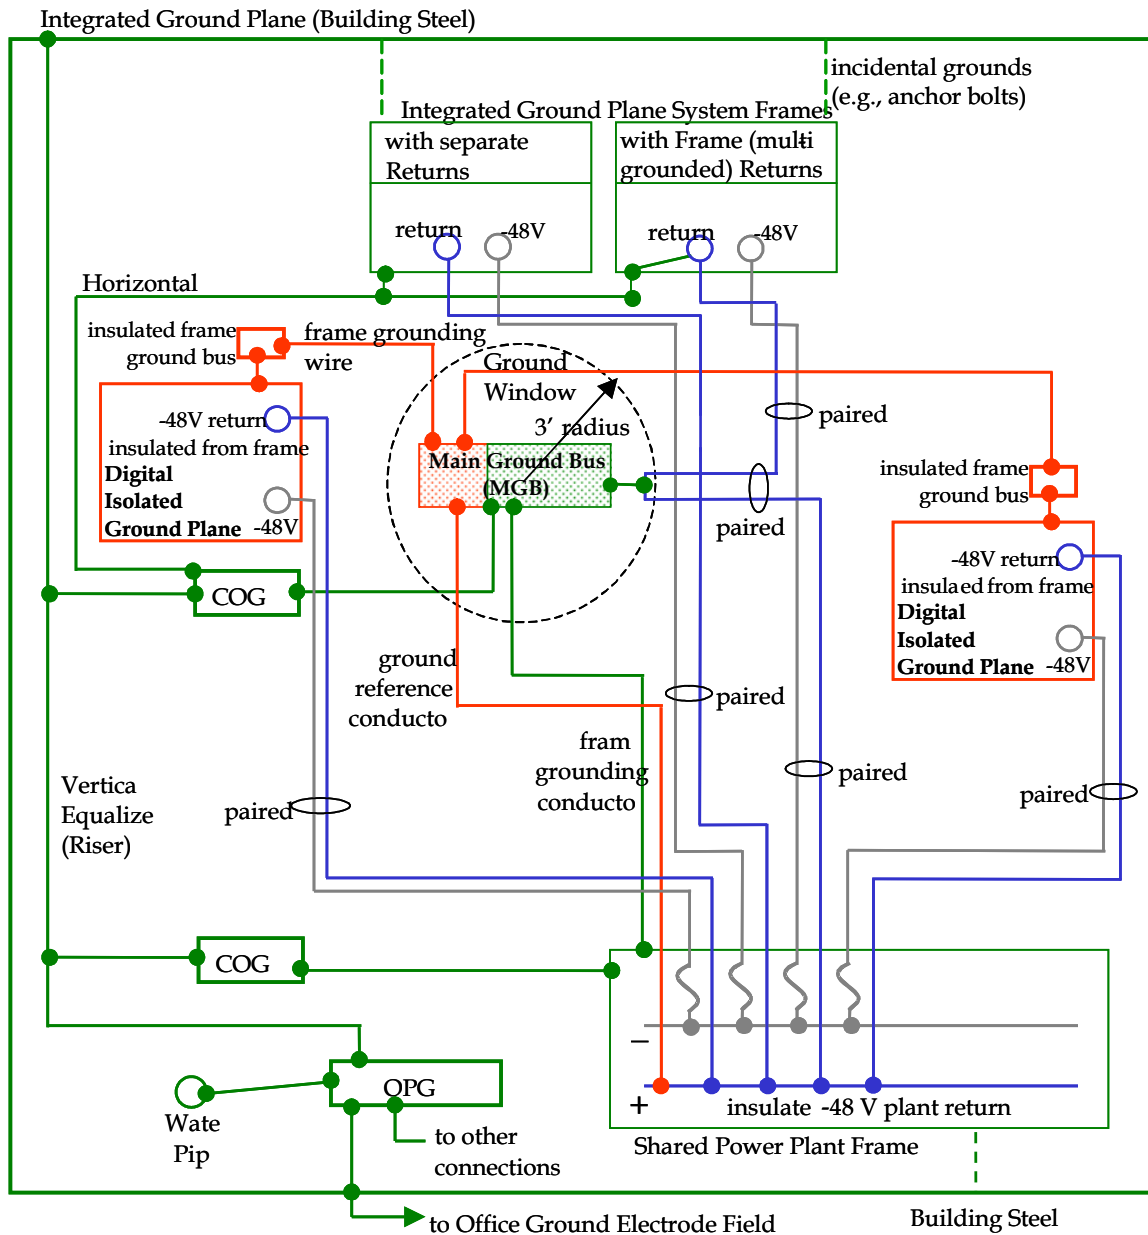 Integrated Ground Plane (Building Steel)
incidental grounds
(e.g., anchor bolts)
Integrated Ground Plane System Frames
with separate
Returns
with Frame (multi
grounded) Returns
return
-48V
return
-48V
Horizontal
insulated frame
ground bus
frame grounding
wire
Ground
Window
3' radius
paired
-48V return
insulated from frame
Digital
Isolated
Ground Plane
-48V
Main Ground Bus
(MGB)
paired
insulated frame
ground bus
-48V return
insulaed from frame
Digital
Isolated
Ground Plane
-48V
COG
ground
reference
conducto
paired
fram
grounding
conducto
paired
Vertica
Equalize
(Riser)
paired
paired
COG
−
+
insulate -48 V plant return
Shared Power Plant Frame
OPG
Wate
Pip
to other
connections
to Office Ground Electrode Field
Building Steel